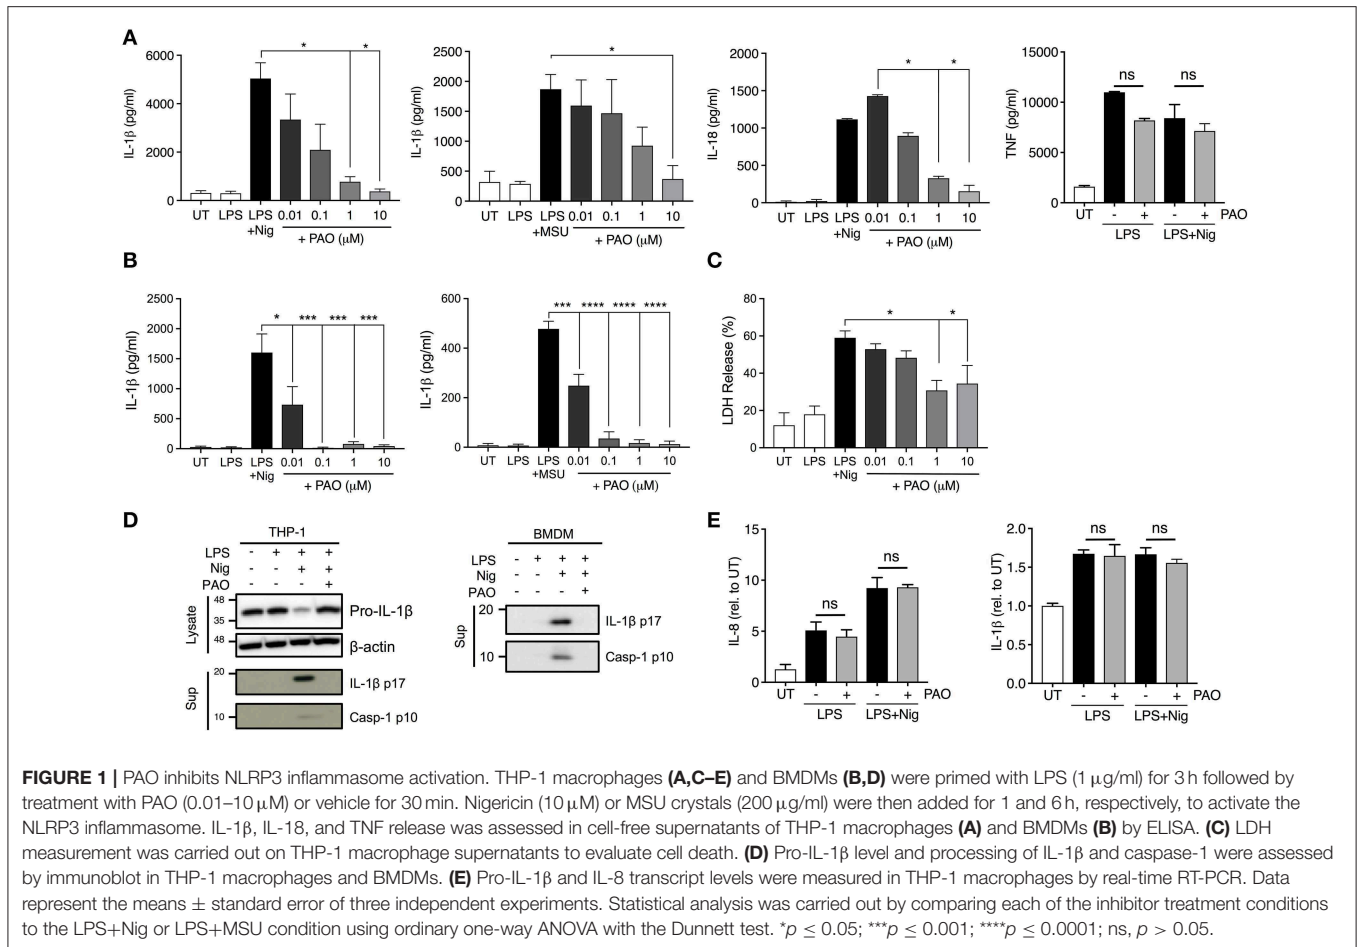 A
IL-1β (pg/ml)
6000
4000
2000
0
* *
UT LPS LPS +Nig 0.01 0.1 1 10
+ PAO (μM)
IL-1β (pg/ml)
2500
2000
1500
1000
500
0
*
UT LPS LPS +MSU 0.01 0.1 1 10
+ PAO (μM)
IL-18 (pg/ml)
2000
1500
1000
500
0
* *
UT LPS LPS +Nig 0.01 0.1 1 10
+ PAO (μM)
TNF (pg/ml)
15000
10000
5000
0
ns ns
UT - + - + PAO
LPS LPS+Nig
B
IL-1β (pg/ml)
2500
2000
1500
1000
500
0
* *** *** ***
UT LPS LPS +Nig 0.01 0.1 1 10
+ PAO (μM)
IL-1β (pg/ml)
600
400
200
0
*** **** **** ****
UT LPS LPS +MSU 0.01 0.1 1 10
+ PAO (μM)
C
LDH Release (%)
80
60
40
20
0
* *
UT LPS LPS +Nig 0.01 0.1 1 10
+ PAO (μM)
D
THP-1
LPS - + + +
Nig - - + +
PAO - - - +
Lysate
48
35
Pro-IL-1β
48
β-actin
Sup
20
IL-1β p17
10
Casp-1 p10
BMDM
LPS - + + +
Nig - - + +
PAO - - - +
Sup
20
IL-1β p17
10
Casp-1 p10
E
IL-8 (rel. to UT)
15
10
5
0
ns ns
UT - + - + PAO
LPS LPS+Nig
IL-1β (rel. to UT)
2.0
1.5
1.0
0.5
0.0
ns ns
UT - + - + PAO
LPS LPS+Nig
FIGURE 1 | PAO inhibits NLRP3 inflammasome activation. THP-1 macrophages (A,C–E) and BMDMs (B,D) were primed with LPS (1 μg/ml) for 3 h followed by
treatment with PAO (0.01–10 μM) or vehicle for 30 min. Nigericin (10 μM) or MSU crystals (200 μg/ml) were then added for 1 and 6 h, respectively, to activate the
NLRP3 inflammasome. IL-1β, IL-18, and TNF release was assessed in cell-free supernatants of THP-1 macrophages (A) and BMDMs (B) by ELISA. (C) LDH
measurement was carried out on THP-1 macrophage supernatants to evaluate cell death. (D) Pro-IL-1β level and processing of IL-1β and caspase-1 were assessed
by immunoblot in THP-1 macrophages and BMDMs. (E) Pro-IL-1β and IL-8 transcript levels were measured in THP-1 macrophages by real-time RT-PCR. Data
represent the means ± standard error of three independent experiments. Statistical analysis was carried out by comparing each of the inhibitor treatment conditions
to the LPS+Nig or LPS+MSU condition using ordinary one-way ANOVA with the Dunnett test. *p ≤ 0.05; ***p ≤ 0.001; ****p ≤ 0.0001; ns, p > 0.05.